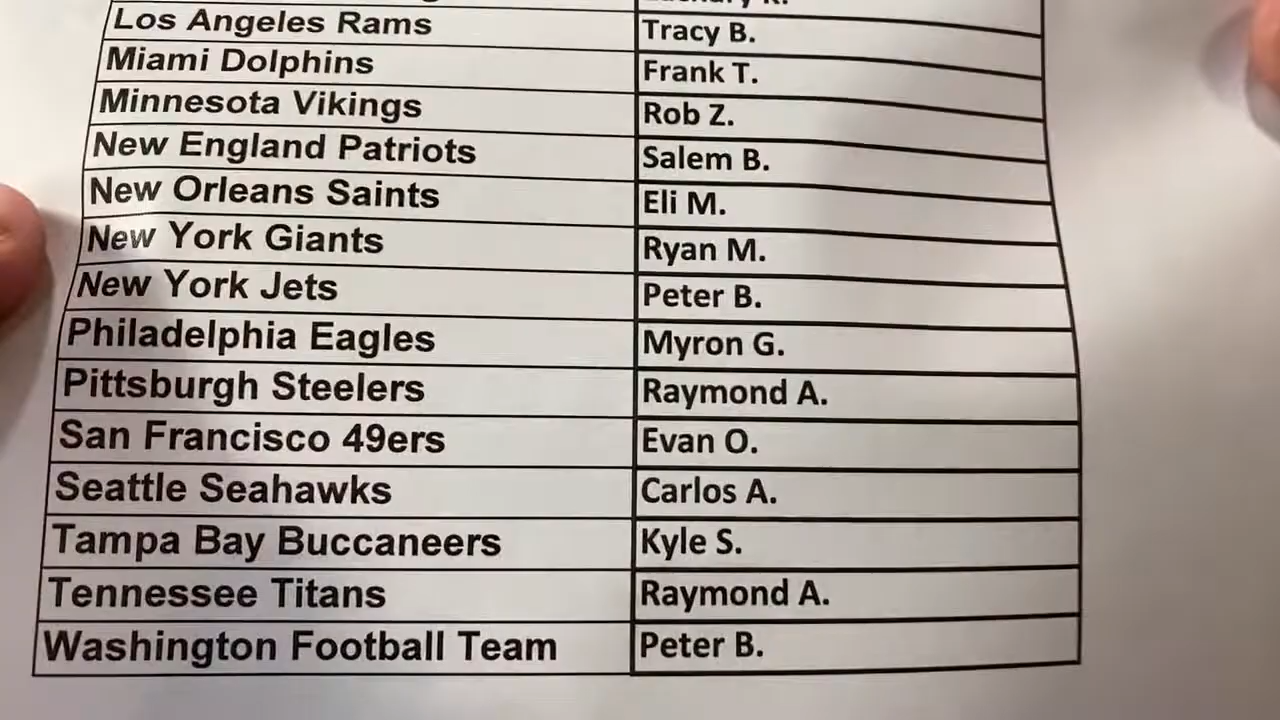 Los Angeles Rams Tracy B.
Miami Dolphins Frank T.
Minnesota Vikings Rob Z.
New England Patriots Salem B.
New Orleans Saints Eli M.
New York Giants Ryan M.
New York Jets Peter B.
Philadelphia Eagles Myron G.
Pittsburgh Steelers Raymond A.
San Francisco 49ers Evan O.
Seattle Seahawks Carlos A.
Tampa Bay Buccaneers Kyle S.
Tennessee Titans Raymond A.
Washington Football Team Peter B.